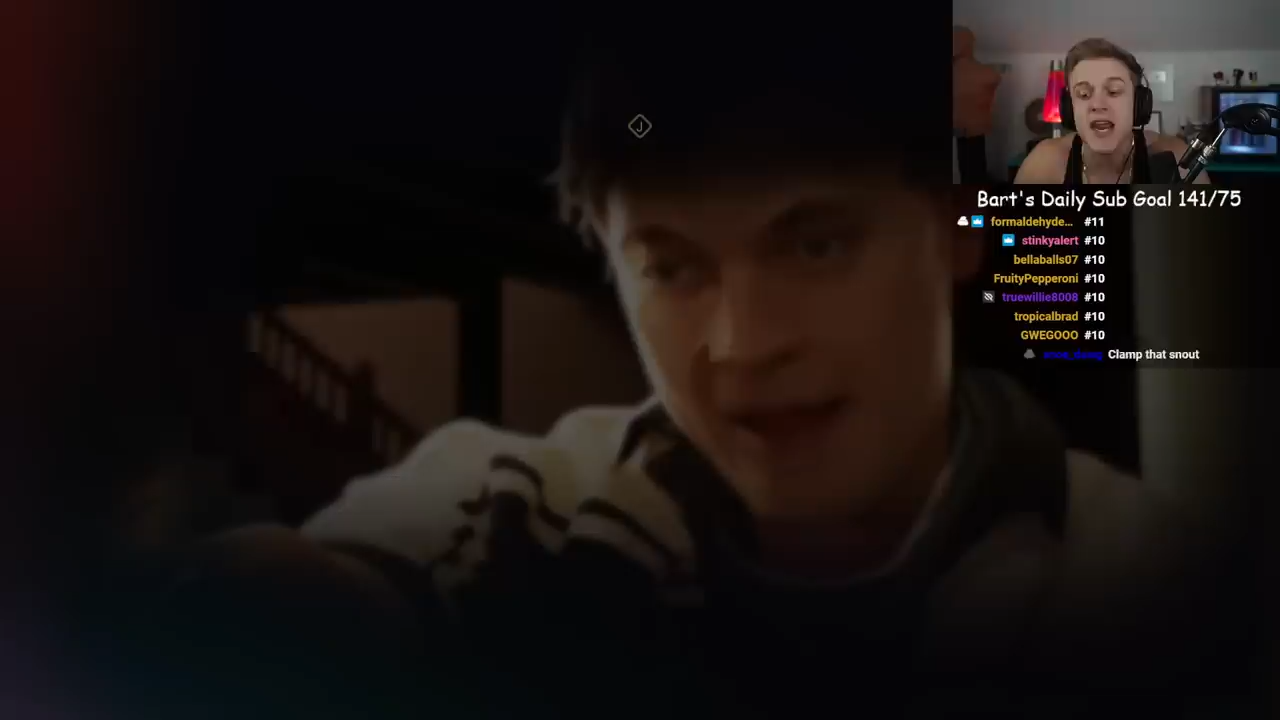 J
Bart's Daily Sub Goal 141/75
formaldehyde... #11
stinkyalert #10
bellaballs07 #10
FruityPepperoni #10
truewillie8008 #10
tropicalbrad #10
GWEGOOO #10
Clamp that snout